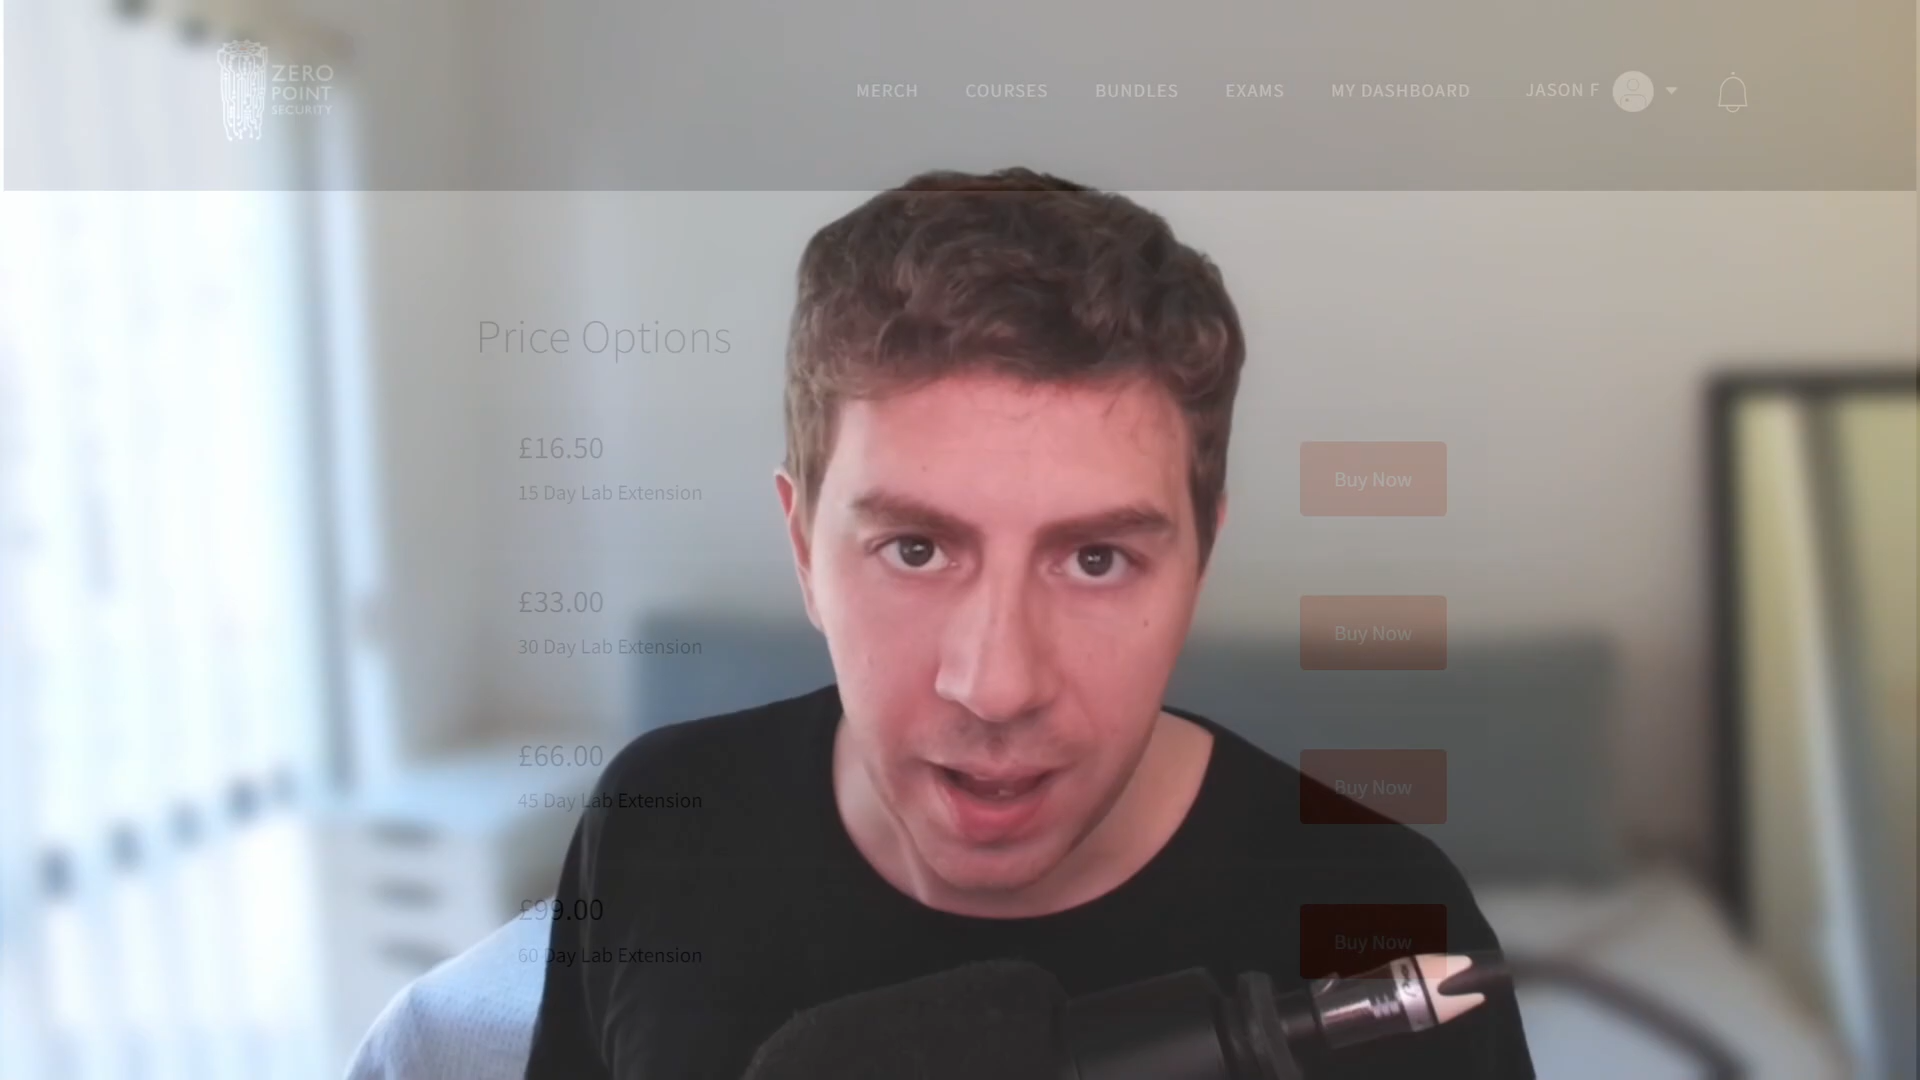 ZERO
POINT
SECURITY
MERCH COURSES BUNDLES EXAMS MY DASHBOARD JASON F
Price Options
£16.50
15 Day Lab Extension
Buy Now
£33.00
30 Day Lab Extension
Buy Now
£66.00
45 Day Lab Extension
Buy Now
£99.00
60 Day Lab Extension
Buy Now